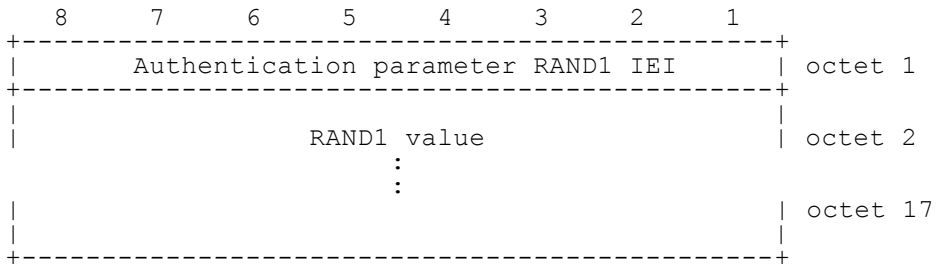 8 7 6 5 4 3 2 1
Authentication parameter RAND1 IEI octet 1
RAND1 value octet 2
:
:
octet 17